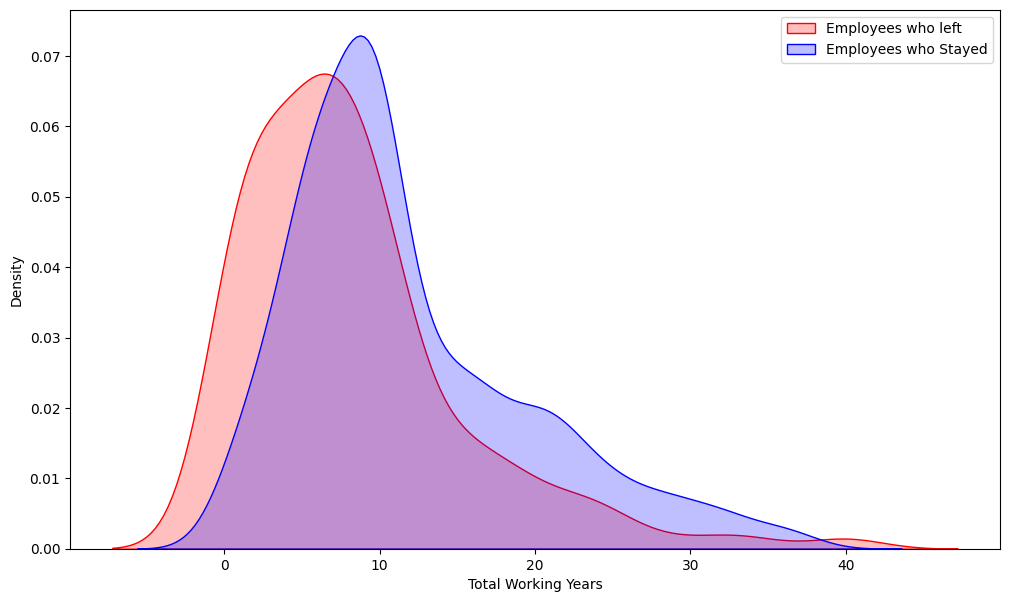 Employees who left
Employees who Stayed
0.07
0.06
0.05
0.04
0.03
0.02
0.01
0.00
Density
0 10 20 30 40
Total Working Years